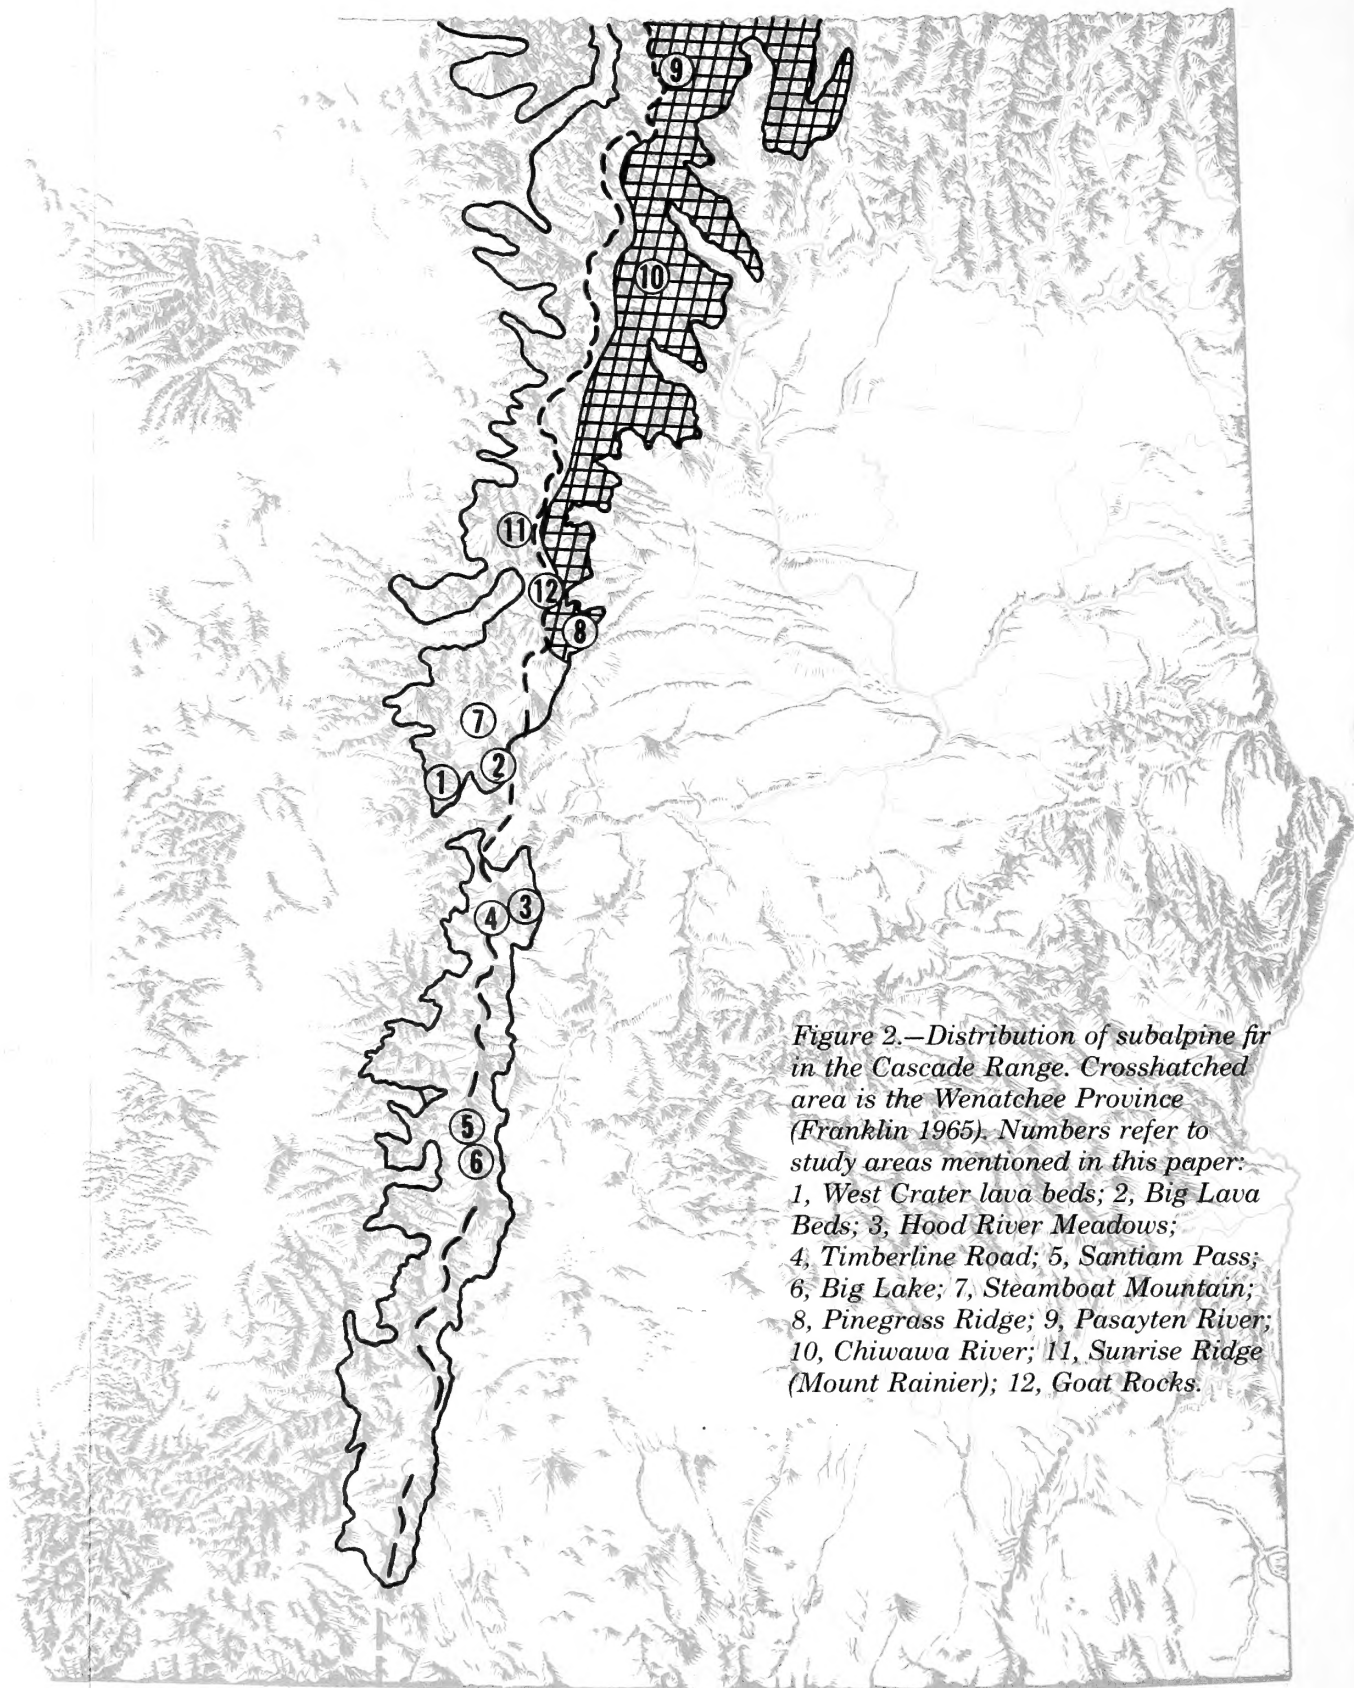 9
10
11
12
8
7
2
1
3
4
5
6
Figure 2.—Distribution of subalpine fir
in the Cascade Range. Crosshatched
area is the Wenatchee Province
(Franklin 1965). Numbers refer to
study areas mentioned in this paper:
1, West Crater lava beds; 2, Big Lava
Beds; 3, Hood River Meadows;
4, Timberline Road; 5, Santiam Pass;
6, Big Lake; 7, Steamboat Mountain;
8, Pinegrass Ridge; 9, Pasayten River;
10, Chiwawa River; 11, Sunrise Ridge
(Mount Rainier); 12, Goat Rocks.